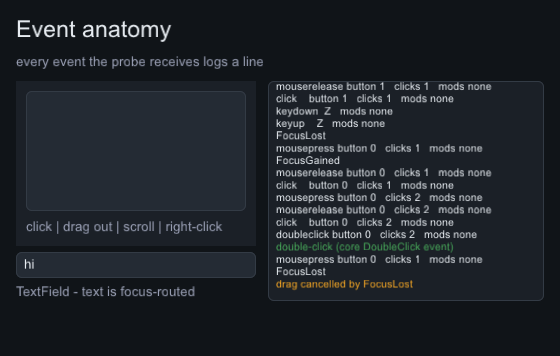 Event anatomy
every event the probe receives logs a line
click | drag out | scroll | right-click
hi
TextField - text is focus-routed
mouserelease button 1 clicks 1 mods none
click button 1 clicks 1 mods none
keydown Z mods none
keyup Z mods none
FocusLost
mousepress button 0 clicks 1 mods none
FocusGained
mouserelease button 0 clicks 1 mods none
click button 0 clicks 1 mods none
mousepress button 0 clicks 2 mods none
mouserelease button 0 clicks 2 mods none
click button 0 clicks 2 mods none
doubleclick button 0 clicks 2 mods none
double-click (core DoubleClick event)
mousepress button 0 clicks 1 mods none
FocusLost
drag cancelled by FocusLost